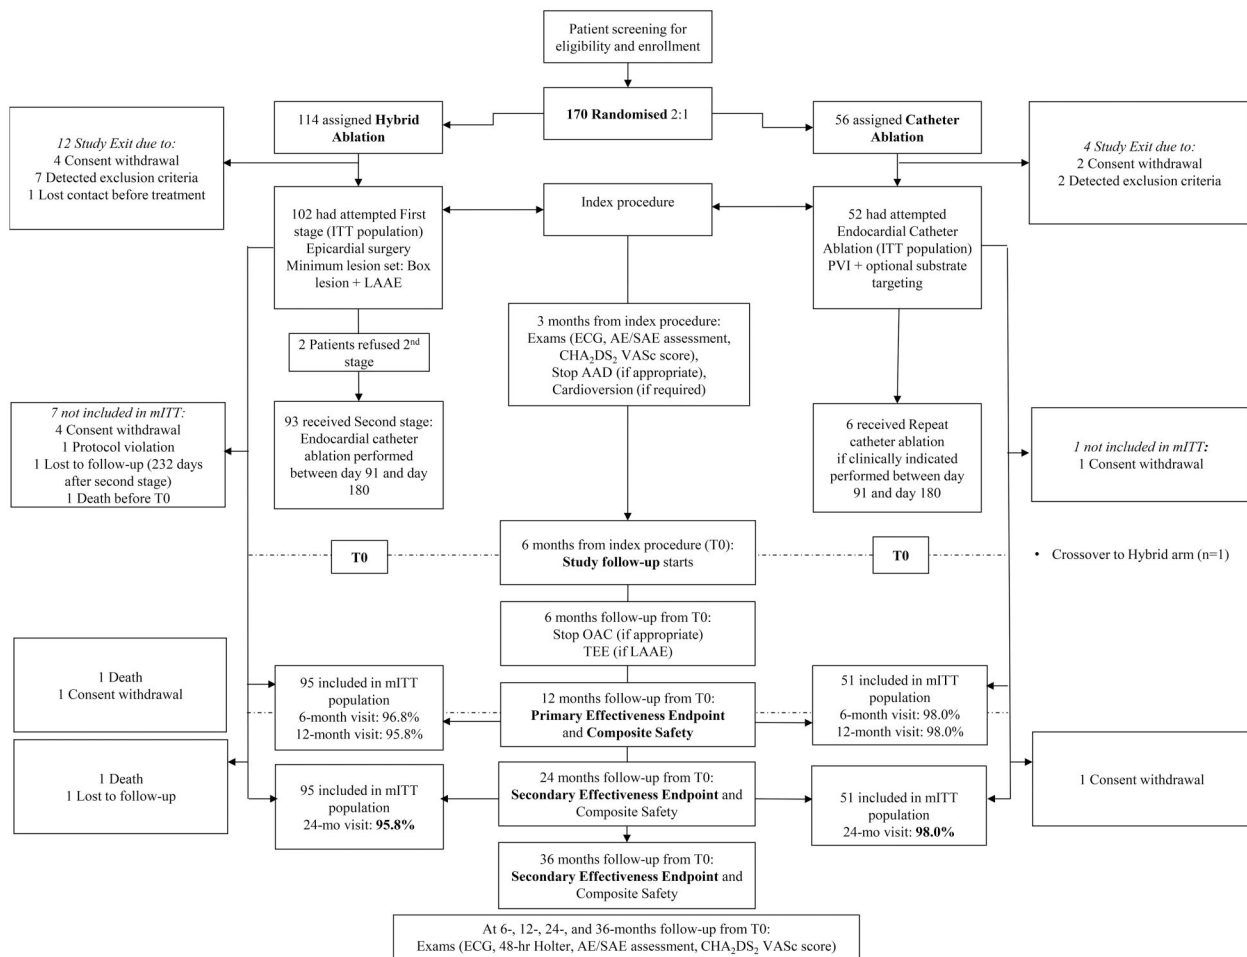 Patient screening for
eligibility and enrollment
170 Randomised 2:1
114 assigned Hybrid
Ablation
56 assigned Catheter
Ablation
12 Study Exit due to:
4 Consent withdrawal
7 Detected exclusion criteria
1 Lost contact before treatment
4 Study Exit due to:
2 Consent withdrawal
2 Detected exclusion criteria
102 had attempted First
stage (ITT population)
Epicardial surgery
Minimum lesion set: Box
lesion + LAAE
Index procedure
52 had attempted
Endocardial Catheter
Ablation (ITT population)
PVI + optional substrate
targeting
2 Patients refused 2nd
stage
3 months from index procedure:
Exams (ECG, AE/SAE assessment,
CHA2DS2 VASc score),
Stop AAD (if appropriate),
Cardioversion (if required)
7 not included in mITT:
4 Consent withdrawal
1 Protocol violation
1 Lost to follow-up (232 days
after second stage)
1 Death before T0
93 received Second stage:
Endocardial catheter
ablation performed
between day 91 and day
180
6 received Repeat
catheter ablation
if clinically indicated
performed between day
91 and day 180
1 not included in mITT:
1 Consent withdrawal
T0
6 months from index procedure (T0):
Study follow-up starts
T0
• Crossover to Hybrid arm (n=1)
6 months follow-up from T0:
Stop OAC (if appropriate)
TEE (if LAAE)
1 Death
1 Consent withdrawal
95 included in mITT
population
6-month visit: 96.8%
12-month visit: 95.8%
12 months follow-up from T0:
Primary Effectiveness Endpoint
and Composite Safety
51 included in mITT
population
6-month visit: 98.0%
12-month visit: 98.0%
1 Death
1 Lost to follow-up
95 included in mITT
population
24-mo visit: 95.8%
24 months follow-up from T0:
Secondary Effectiveness Endpoint and
Composite Safety
51 included in mITT
population
24-mo visit: 98.0%
1 Consent withdrawal
36 months follow-up from T0:
Secondary Effectiveness Endpoint and
Composite Safety
At 6-, 12-, 24-, and 36-months follow-up from T0:
Exams (ECG, 48-hr Holter, AE/SAE assessment, CHA2DS2 VASc score)